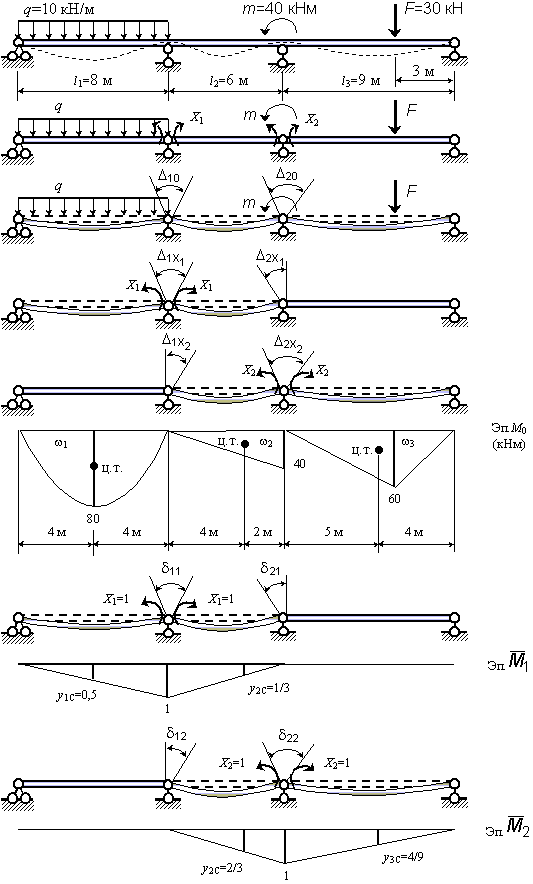 q=10 кН/м m=40 кНм F=30 кН
3 м
l₁=8 м l₂=6 м l₃=9 м
q X₁ m X₂ F
q Δ₁₀ Δ₂₀ m F
Δ₁x₁ Δ₂x₁
X₁ X₁
Δ₁x₂ Δ₂x₂
X₂ X₂
Эп M₀
(кНм)
ω₁ ω₂ ω₃
ц.т. ц.т. ц.т.
80 40 60
4 м 4 м 4 м 2 м 5 м 4 м
δ₁₁ δ₂₁
X₁=1 X₁=1
Эп M̅₁
y₁C=0,5 1 y₂C=1/3
δ₁₂ δ₂₂
X₂=1 X₂=1
Эп M̅₂
y₂C=2/3 1 y₃C=4/9